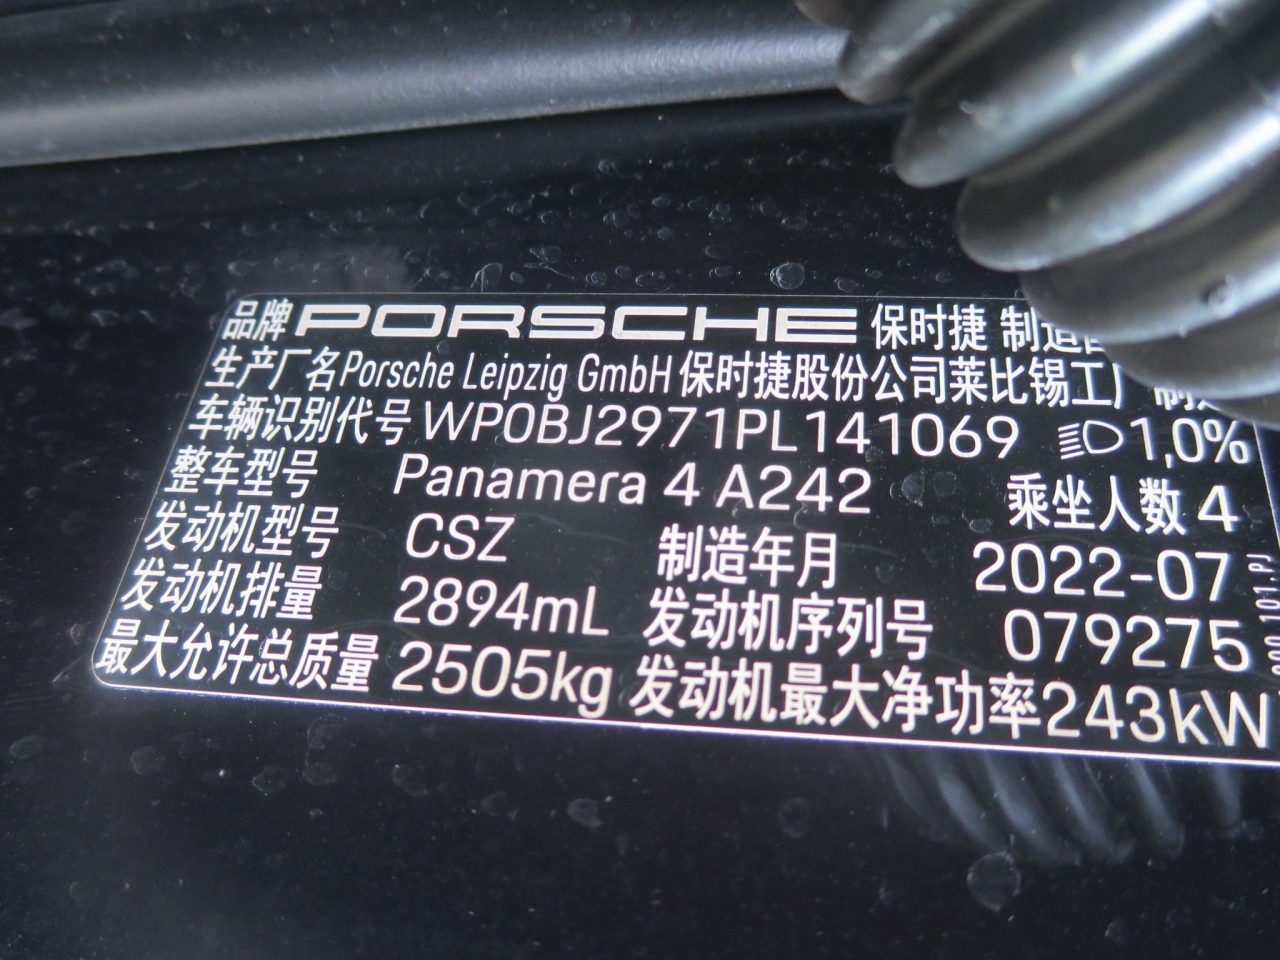 品牌 PORSCHE 保时捷 制造
生产厂名 Porsche Leipzig GmbH 保时捷股份公司莱比锡工厂 制造
车辆识别代号 WP0BJ2971PL141069 1,0%
整车型号 Panamera 4 A242 乘坐人数 4
发动机型号 CSZ 制造年月 2022-07
发动机排量 2894mL 发动机序列号 079275
最大允许总质量 2505kg 发动机最大净功率 243kW